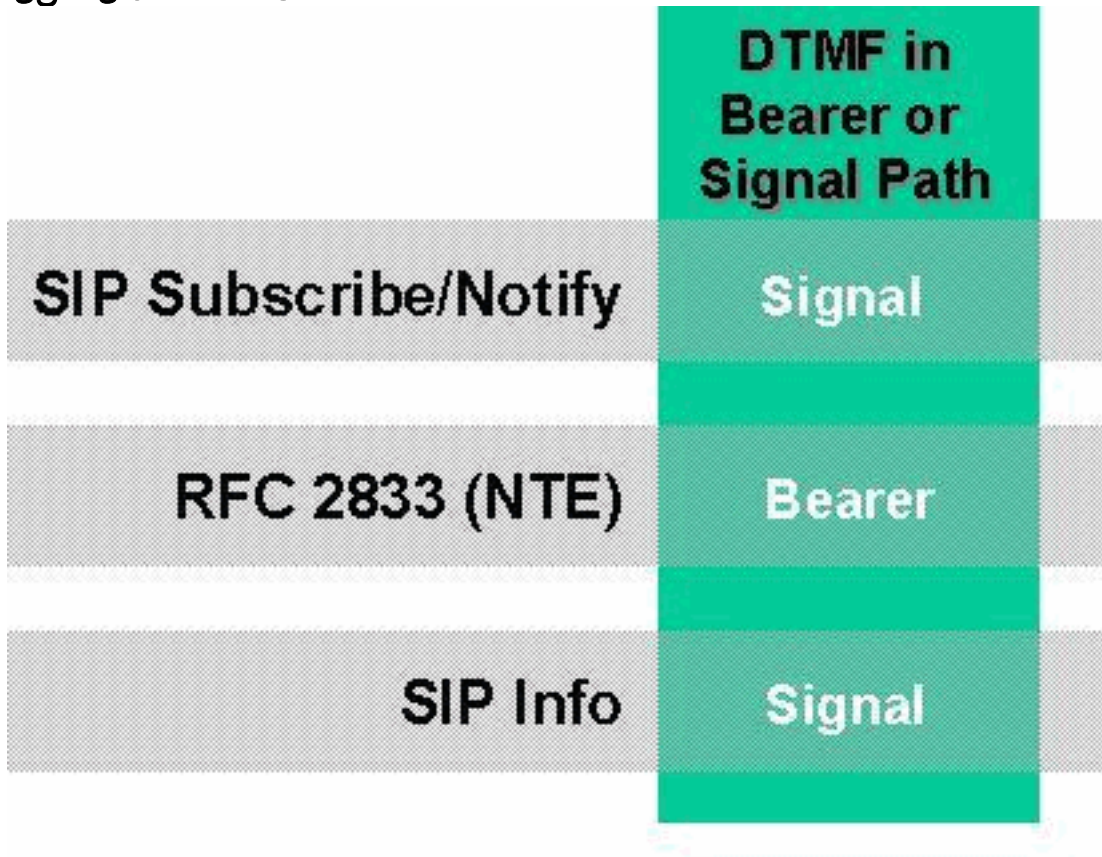 DTMF in
Bearer or
Signal Path
SIP Subscribe/Notify Signal
RFC 2833 (NTE) Bearer
SIP Info Signal